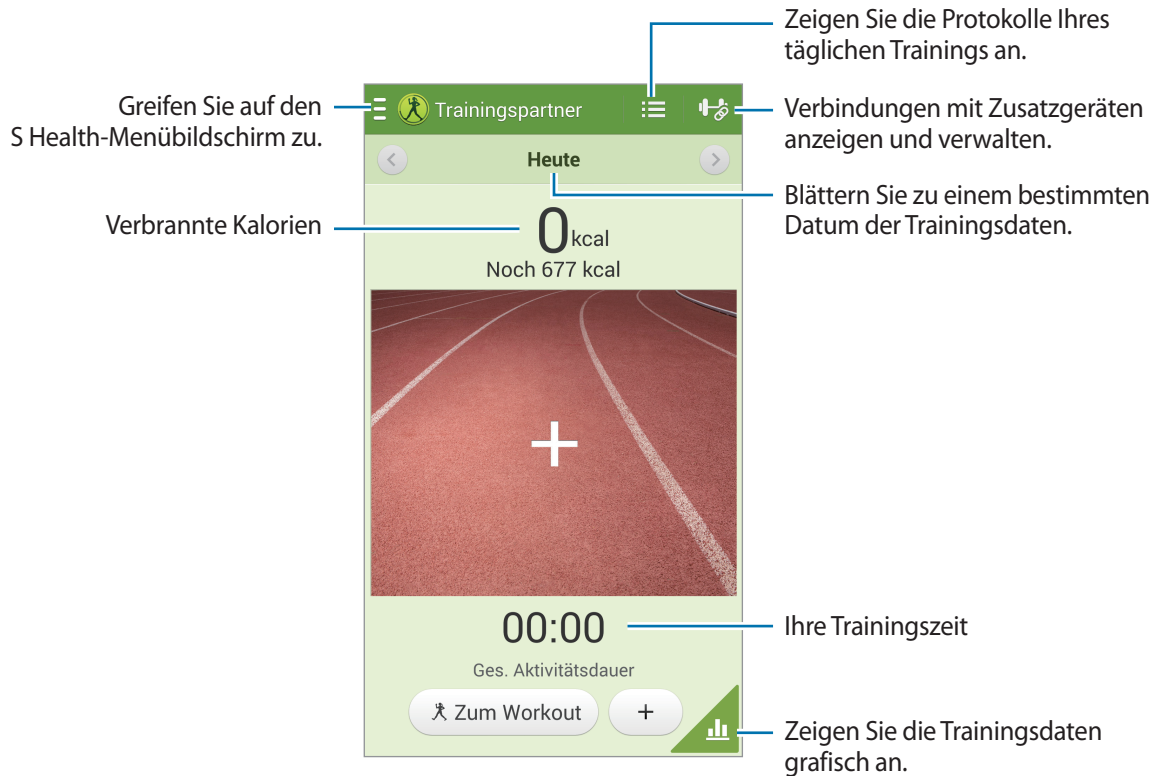 Zeigen Sie die Protokolle Ihres
täglichen Trainings an.
Greifen Sie auf den
S Health-Menübildschirm zu.
Trainingspartner
Verbindungen mit Zusatzgeräten
anzeigen und verwalten.
Heute
Blättern Sie zu einem bestimmten
Datum der Trainingsdaten.
Verbrannte Kalorien
0 kcal
Noch 677 kcal
00:00
Ihre Trainingszeit
Ges. Aktivitätsdauer
Zum Workout
+
Zeigen Sie die Trainingsdaten
grafisch an.